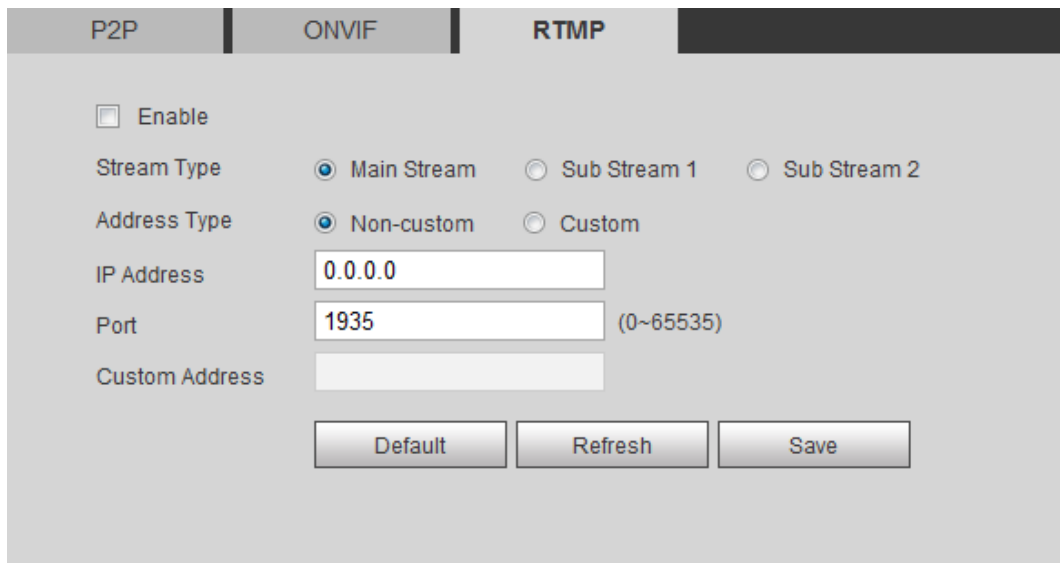 P2P ONVIF RTMP
Enable
Stream Type Main Stream Sub Stream 1 Sub Stream 2
Address Type Non-custom Custom
IP Address 0.0.0.0
Port 1935 (0~65535)
Custom Address
Default Refresh Save